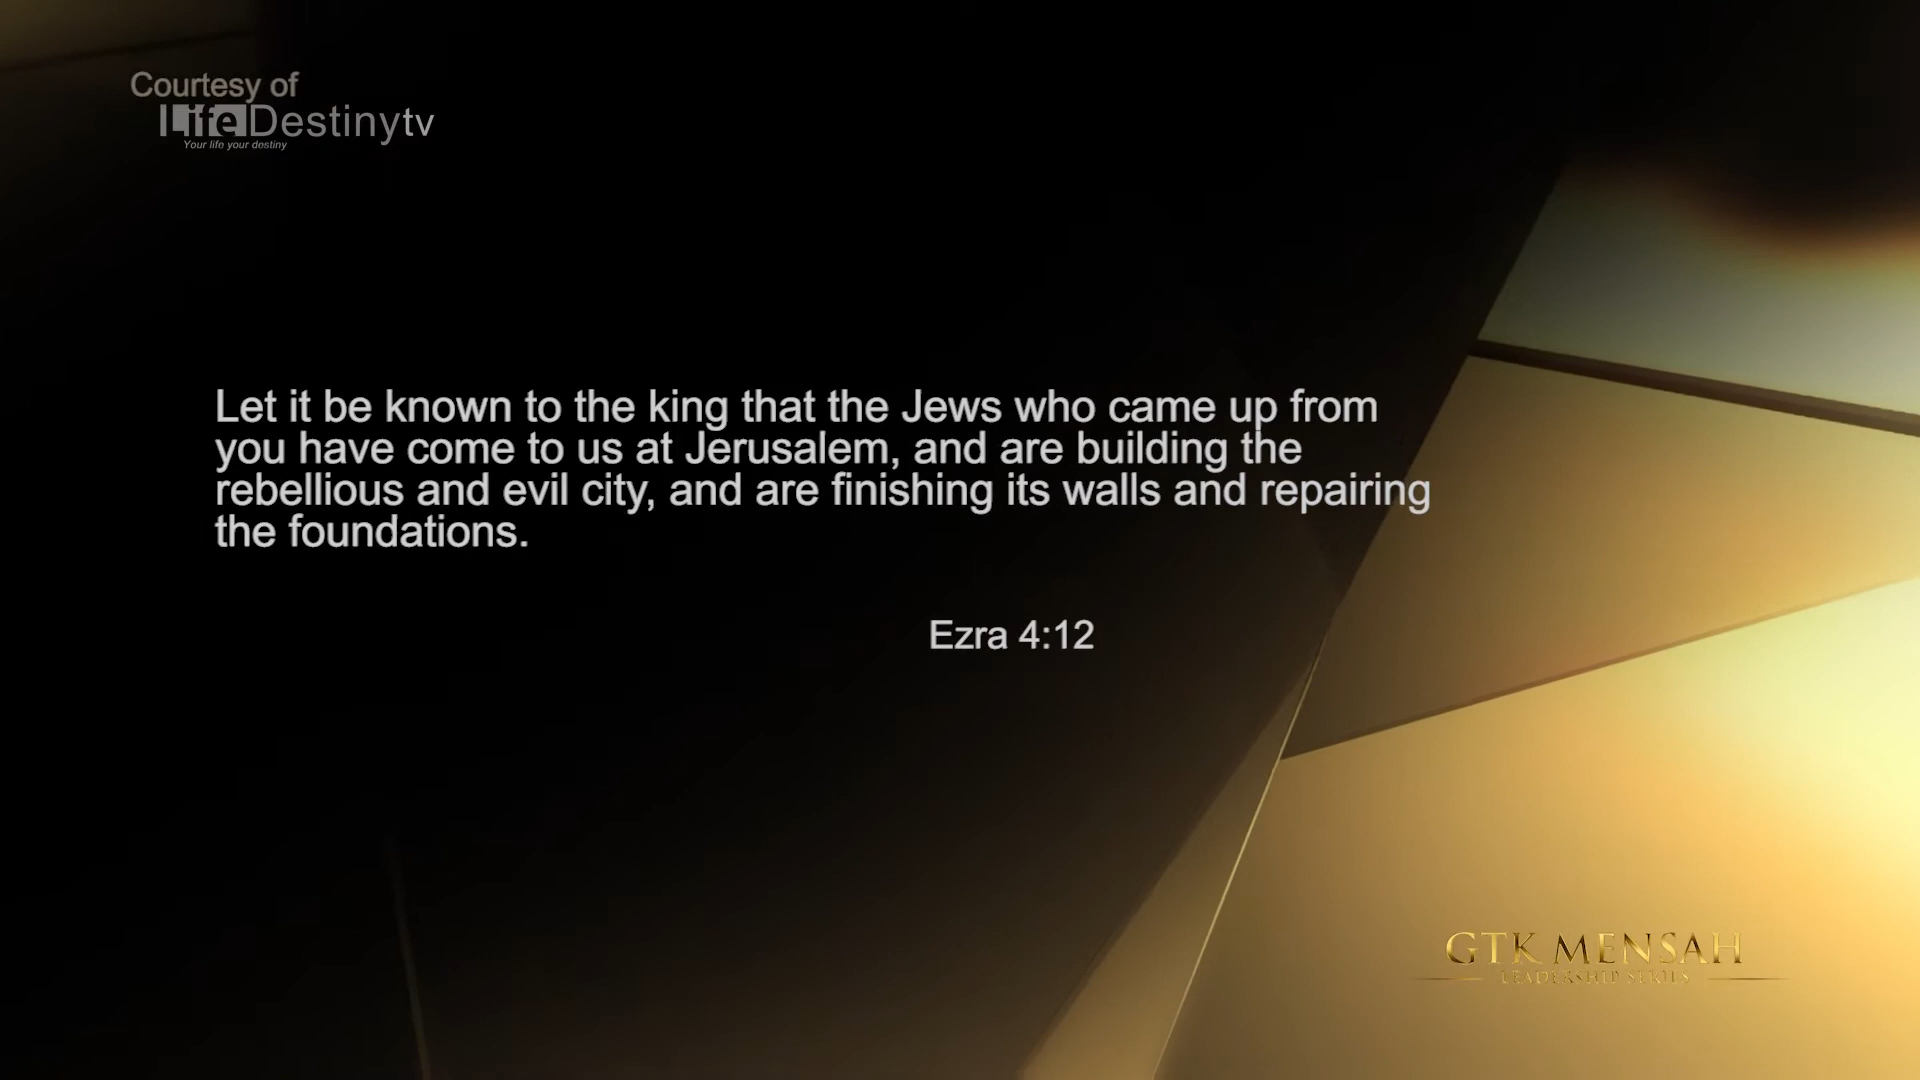 Courtesy of
LifeDestinytv
Your life your destiny
Let it be known to the king that the Jews who came up from
you have come to us at Jerusalem, and are building the
rebellious and evil city, and are finishing its walls and repairing
the foundations.
Ezra 4:12
GTK MENSAH
LEADERSHIP SERIES